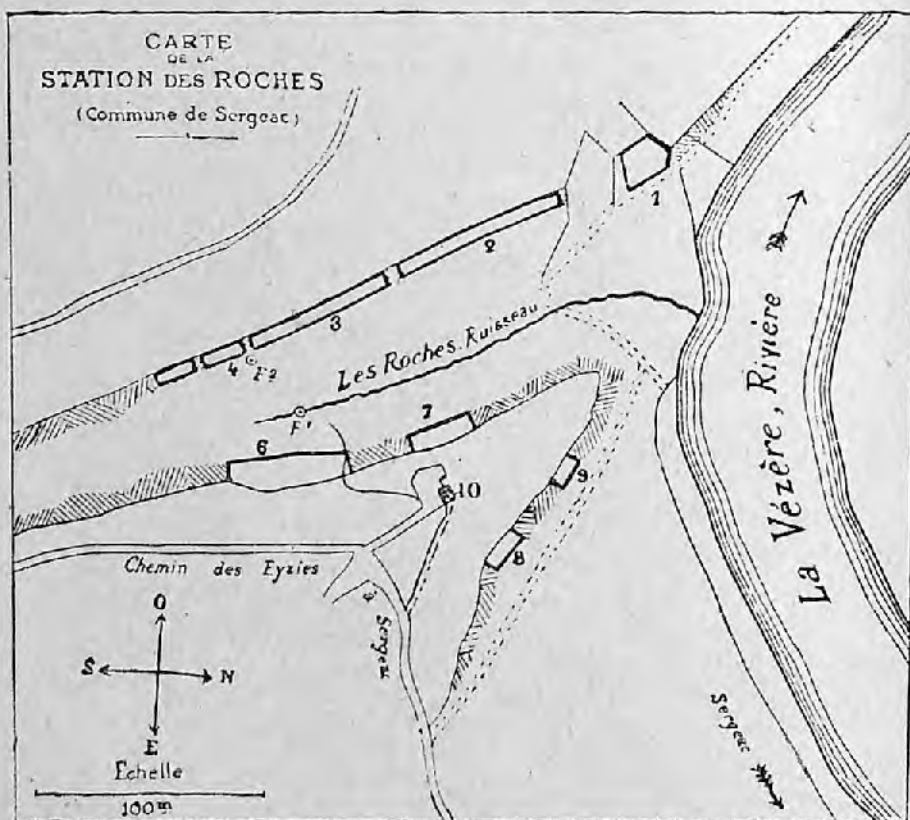 CARTE
DE LA
STATION DES ROCHES
(Commune de Sergeac)
1
2
3
4
F2
Les Roches, Ruisseau
F1
7
6
9
10
8
La Vézère, Rivière
Chemin des Eyzies
à Sergeac
O
S N
E
Echelle
100m
Sergeac